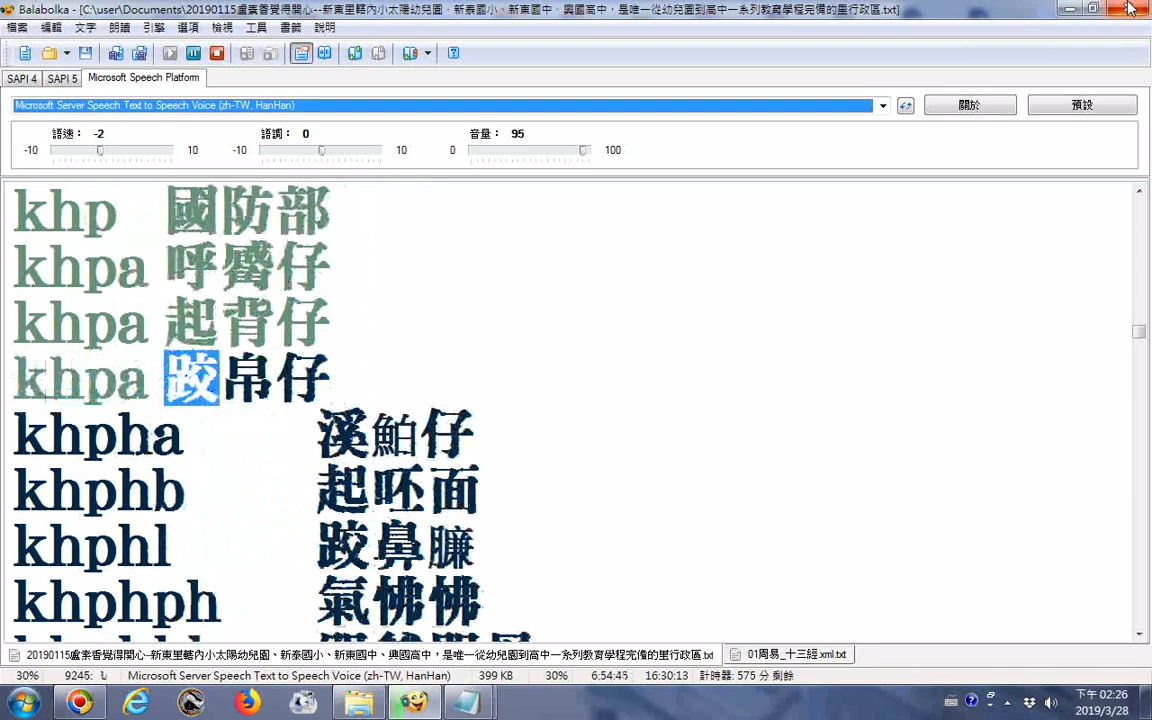 Balabolka - [C:\user\Documents\20190115盧素香覺得開心--新東里轄內小太陽幼兒園、新泰國小、新東國中、興國高中，是唯一從幼兒園到高中一系列教育學程完備的里行政區.txt]
檔案 編輯 文字 朗讀 引擎 選項 檢視 工具 書籤 說明
SAPI 4 SAPI 5 Microsoft Speech Platform
Microsoft Server Speech Text to Speech Voice (zh-TW, HanHan) 關於 預設
語速： -2 語調： 0 音量： 95
-10 10 -10 10 0 100
khp 國防部
khpa 呼嚌仔
khpa 起背仔
khpa 跤帛仔
khpha 溪鮊仔
khphb 起呸面
khphl 跤鼻臁
khphph 氣怫怫
20190115盧素香覺得開心--新東里轄內小太陽幼兒園、新泰國小、新東國中、興國高中，是唯一從幼兒園到高中一系列教育學程完備的里行政區.txt 01周易_十三經.xml.txt
30% 9245: Microsoft Server Speech Text to Speech Voice (zh-TW, HanHan) 399 KB 30% 6:54:45 16:30:13 計時器: 575 分 剩餘
下午 02:26
2019/3/28